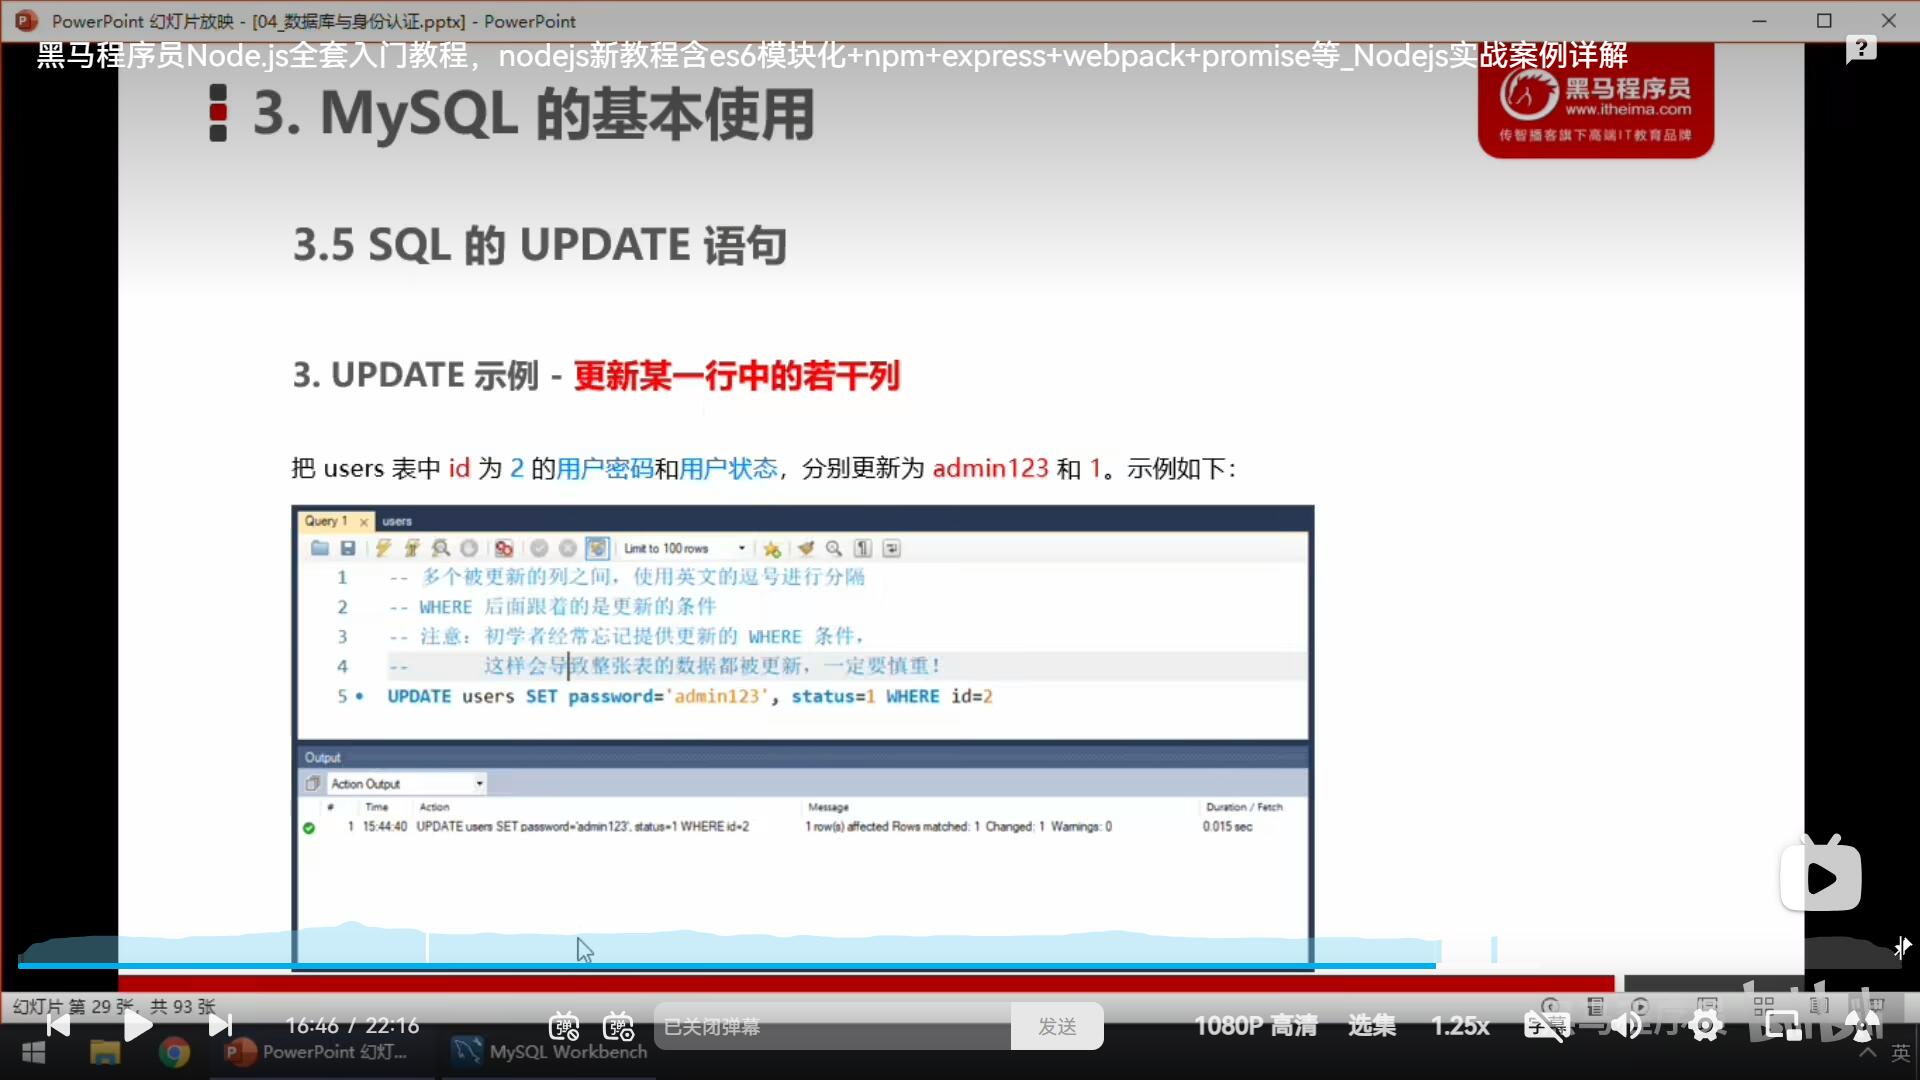 PowerPoint 幻灯片放映 - [04_数据库与身份认证.pptx] - PowerPoint
黑马程序员Node.js全套入门教程，nodejs新教程含es6模块化+npm+express+webpack+promise等_Nodejs实战案例详解
黑马程序员
www.itheima.com
传智播客旗下高端IT教育品牌
3. MySQL 的基本使用
3.5 SQL 的 UPDATE 语句
3. UPDATE 示例 - 更新某一行中的若干列
把 users 表中 id 为 2 的用户密码和用户状态，分别更新为 admin123 和 1。示例如下：
Query 1 × users
Limit to 100 rows
1 -- 多个被更新的列之间，使用英文的逗号进行分隔
2 -- WHERE 后面跟着的是更新的条件
3 -- 注意：初学者经常忘记提供更新的 WHERE 条件，
4 -- 这样会导致整张表的数据都被更新，一定要慎重！
5 • UPDATE users SET password='admin123', status=1 WHERE id=2
Output
Action Output
# Time Action Message Duration / Fetch
1 15:44:40 UPDATE users SET password='admin123', status=1 WHERE id=2 1 row(s) affected Rows matched: 1 Changed: 1 Warnings: 0 0.015 sec
幻灯片 第 29 张，共 93 张
16:46 / 22:16 弹 弹 已关闭弹幕 发送 1080P 高清 选集 1.25x 字幕
PowerPoint 幻灯... MySQL Workbench 英